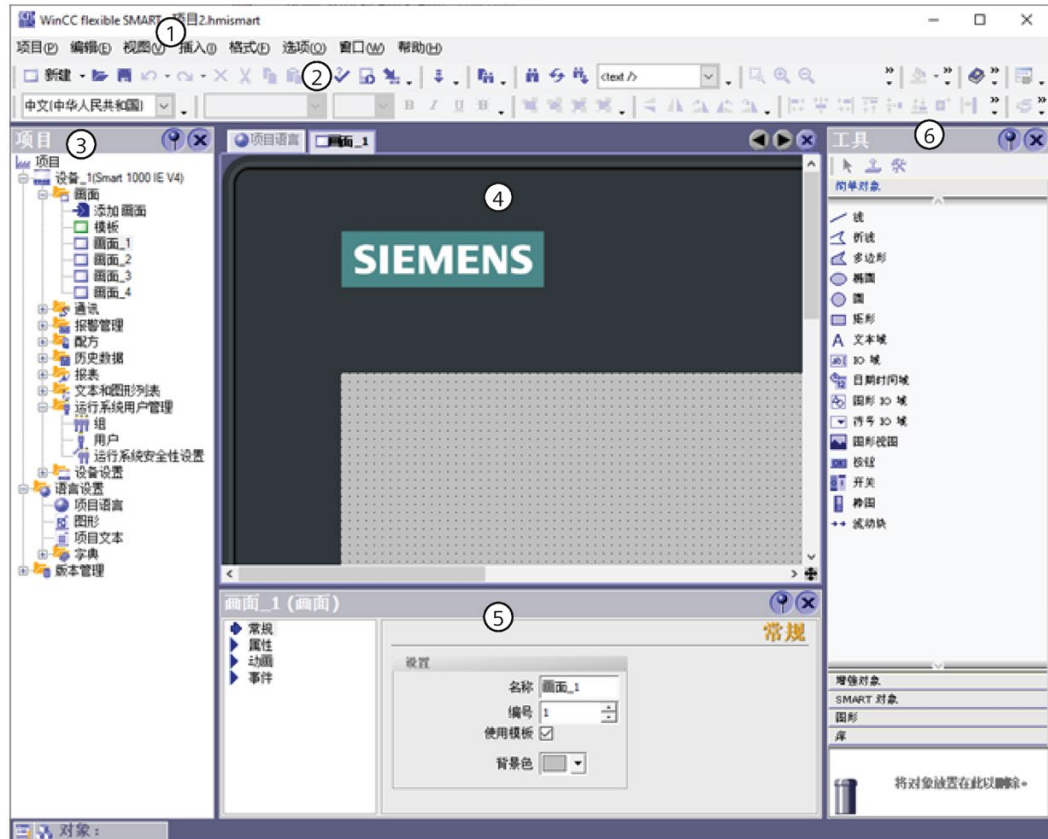 WinCC flexible SMART - 项目2.hmismart
①
项目(P) 编辑(E) 视图(V) 插入(I) 格式(F) 选项(O) 窗口(W) 帮助(H)
新建
②
<text />
中文(中华人民共和国)
B I U
项目 ③
项目
设备_1(Smart 1000 IE V4)
画面
添加 画面
模板
画面_1
画面_2
画面_3
画面_4
通讯
报警管理
配方
历史数据
报表
文本和图形列表
运行系统用户管理
组
用户
运行系统安全性设置
设备设置
语言设置
项目语言
图形
项目文本
字典
版本管理
项目语言 画面_1
④
SIEMENS
画面_1 (画面)
⑤
常规
属性
动画
事件
常规
设置
名称 画面_1
编号 1
使用模板
背景色
工具 ⑥
简单对象
线
折线
多边形
椭圆
圆
矩形
A 文本域
IO 域
日期时间域
图形 IO 域
符号 IO 域
图形视图
按钮
开关
棒图
流动块
增强对象
SMART 对象
图形
库
将对象放置在此以删除。
对象：